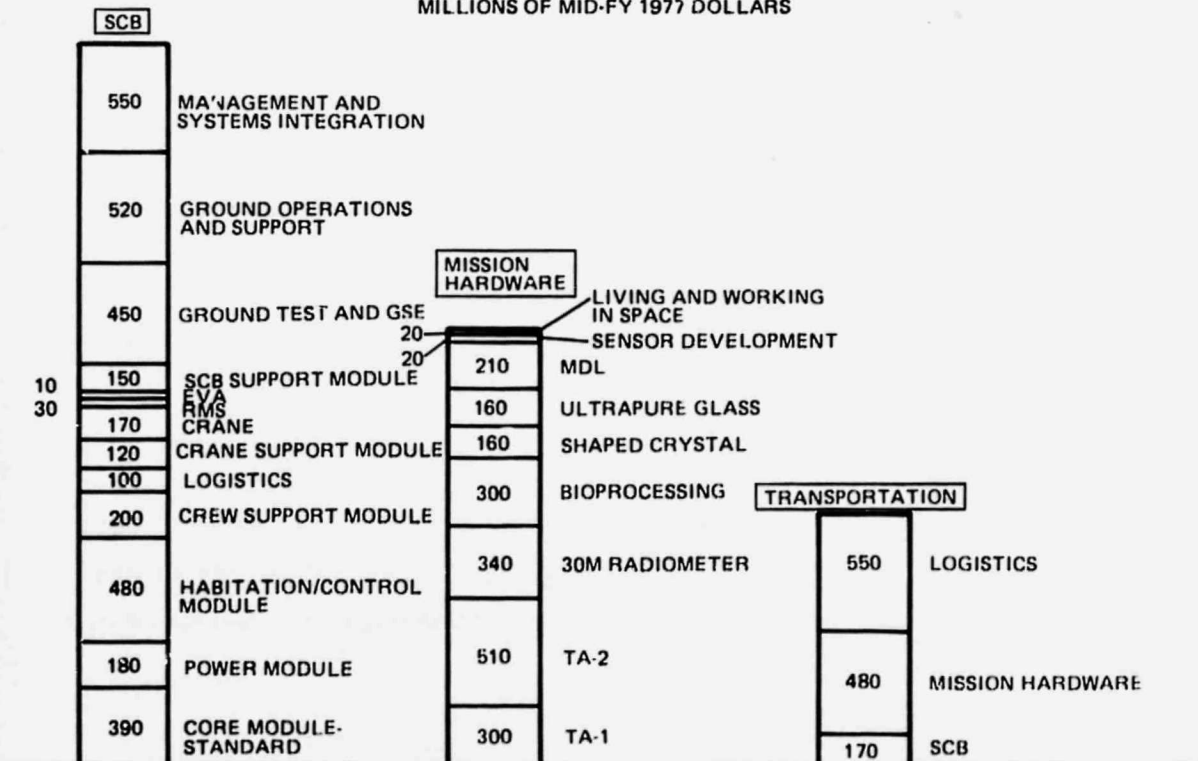 MILLIONS OF MID-FY 1977 DOLLARS
SCB
550 MANAGEMENT AND
SYSTEMS INTEGRATION
520 GROUND OPERATIONS
AND SUPPORT
450 GROUND TEST AND GSE
150 SCB SUPPORT MODULE
10 EVA
30 RMS
170 CRANE
120 CRANE SUPPORT MODULE
100 LOGISTICS
200 CREW SUPPORT MODULE
480 HABITATION/CONTROL
MODULE
180 POWER MODULE
390 CORE MODULE-
STANDARD
MISSION
HARDWARE
20 LIVING AND WORKING
IN SPACE
20 SENSOR DEVELOPMENT
210 MDL
160 ULTRAPURE GLASS
160 SHAPED CRYSTAL
300 BIOPROCESSING
340 30M RADIOMETER
510 TA-2
300 TA-1
TRANSPORTATION
550 LOGISTICS
480 MISSION HARDWARE
170 SCB